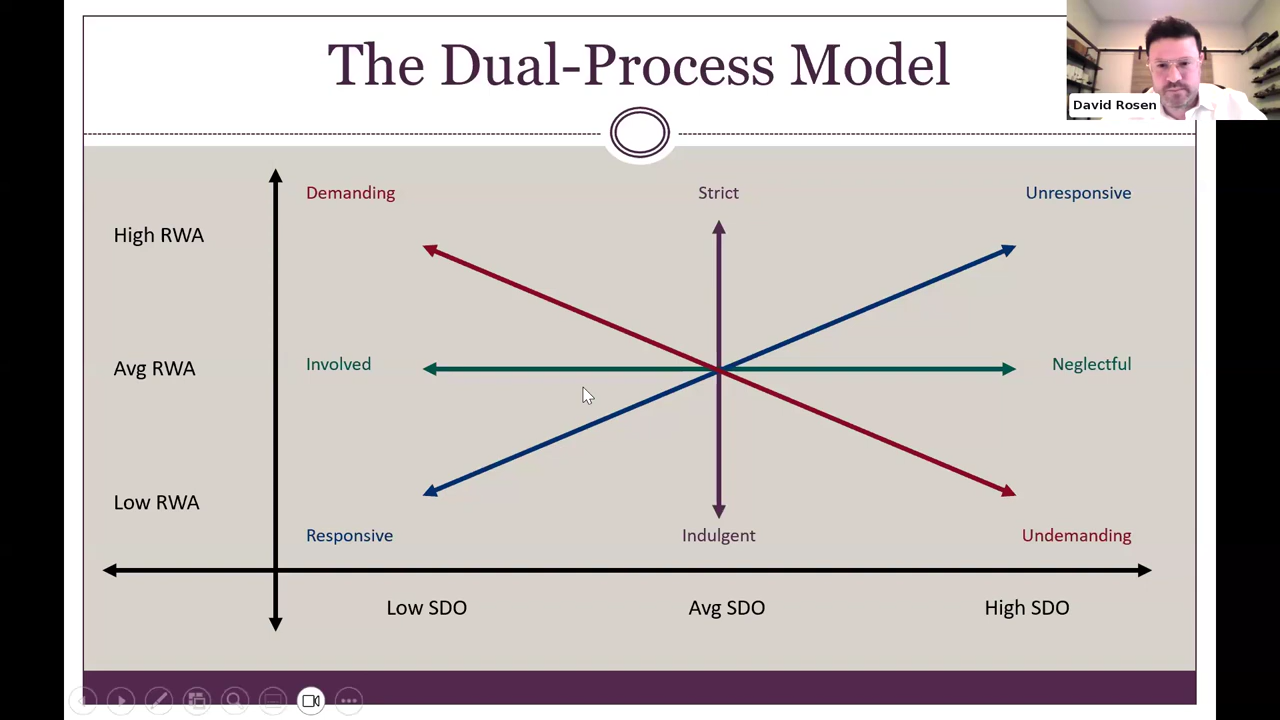 The Dual-Process Model
David Rosen
Demanding
Strict
Unresponsive
High RWA
Involved
Neglectful
Avg RWA
Low RWA
Responsive
Indulgent
Undemanding
Low SDO
Avg SDO
High SDO